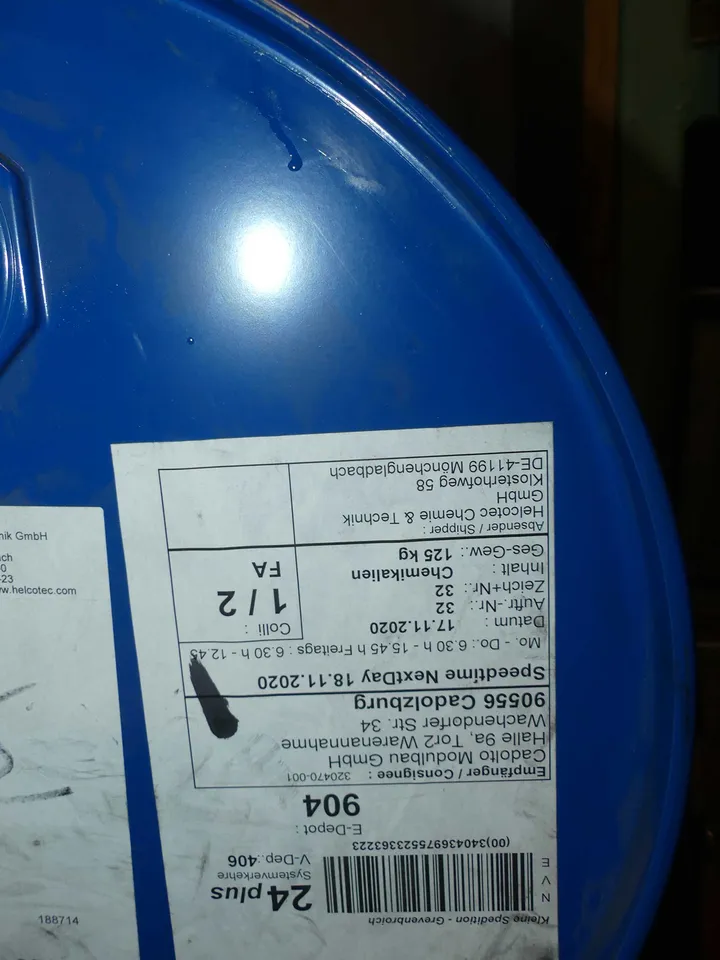 Kleine Spedition - Grevenbroich
N V E
24 plus
Systemverkehre
V-Dep.:406
(00)340436975523363223
E-Depot :
904
Empfänger / Consignee : 320470-001
Cadolto Modulbau GmbH
Halle 9a, Tor2 Warenannahme
Wachendorfer Str. 34
90556 Cadolzburg
Speedtime NextDay 18.11.2020
Mo. - Do.: 6.30 h - 15.45 h Freitags : 6.30 h - 12.45
Datum : 17.11.2020
Auftr.-Nr.: 32
Zeich+Nr.: 32
Inhalt : Chemikalien
Ges-Gew.: 125 kg
Colli :
1 / 2
FA
Absender / Shipper :
Helcotec Chemie & Technik
GmbH
Klosterhofweg 58
DE-41199 Mönchengladbach
nik GmbH
ach
0
-23
w.helcotec.com
188714